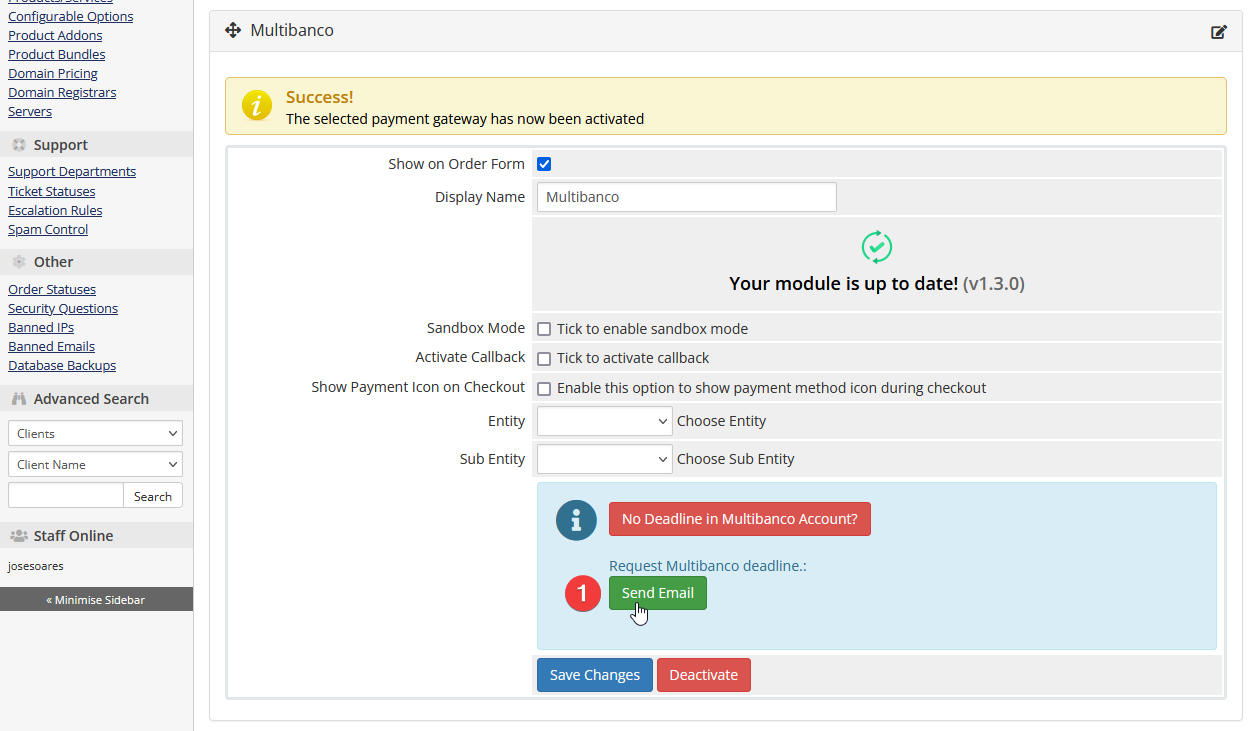 Products/Services
Configurable Options
Product Addons
Product Bundles
Domain Pricing
Domain Registrars
Servers
Support
Support Departments
Ticket Statuses
Escalation Rules
Spam Control
Other
Order Statuses
Security Questions
Banned IPs
Banned Emails
Database Backups
Advanced Search
Clients
Client Name
Search
Staff Online
josesoares
« Minimise Sidebar
Multibanco
Success!
The selected payment gateway has now been activated
Show on Order Form
Display Name Multibanco
Your module is up to date! (v1.3.0)
Sandbox Mode Tick to enable sandbox mode
Activate Callback Tick to activate callback
Show Payment Icon on Checkout Enable this option to show payment method icon during checkout
Entity Choose Entity
Sub Entity Choose Sub Entity
No Deadline in Multibanco Account?
Request Multibanco deadline.:
1 Send Email
Save Changes Deactivate